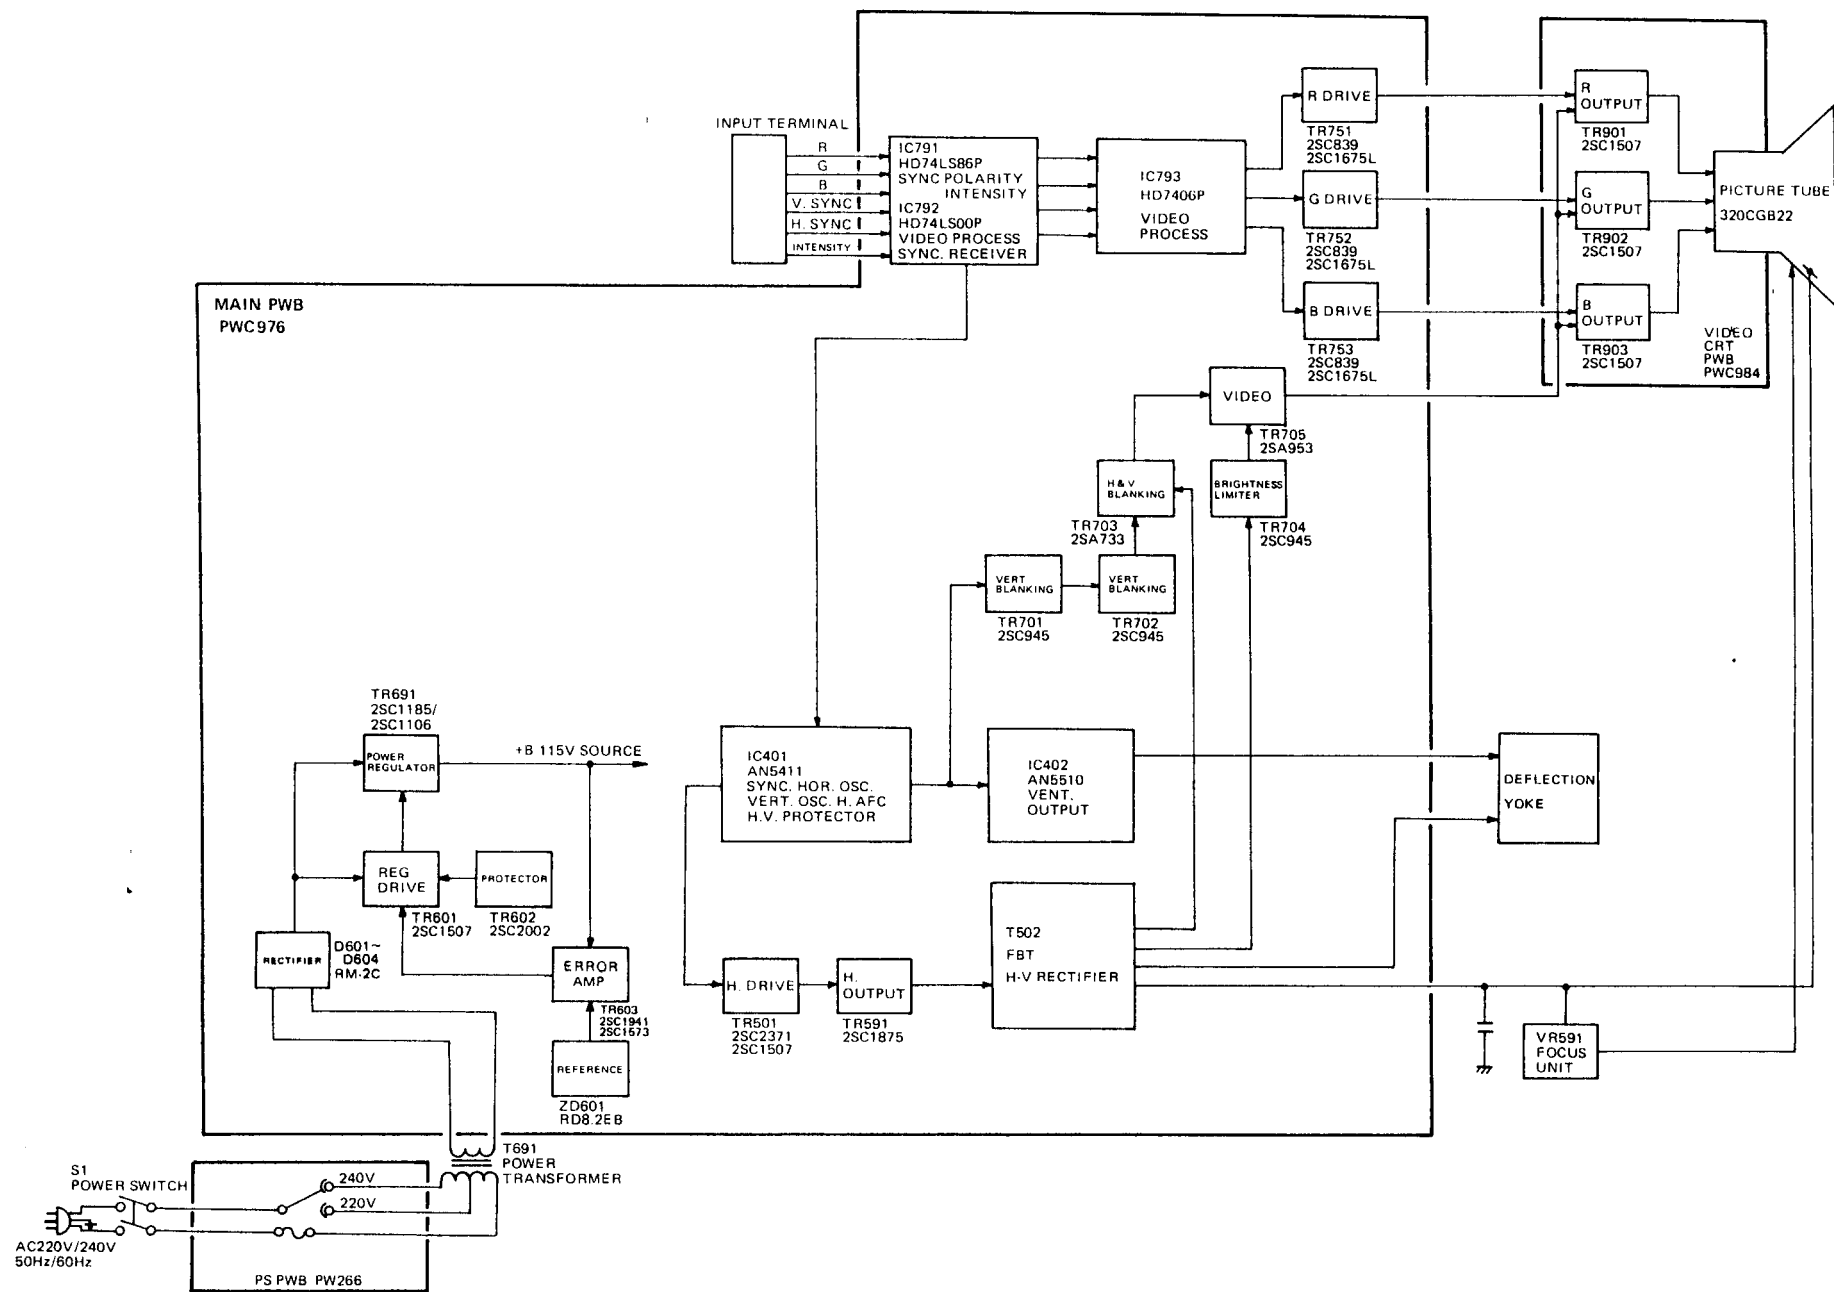 INPUT TERMINAL
R
G
B
V. SYNC
H. SYNC
INTENSITY
IC791
HD74LS86P
SYNC POLARITY
INTENSITY
IC792
HD74LS00P
VIDEO PROCESS
SYNC. RECEIVER
IC793
HD7406P
VIDEO
PROCESS
R DRIVE
TR751
2SC839
2SC1675L
G DRIVE
TR752
2SC839
2SC1675L
B DRIVE
TR753
2SC839
2SC1675L
R
OUTPUT
TR901
2SC1507
G
OUTPUT
TR902
2SC1507
B
OUTPUT
TR903
2SC1507
PICTURE TUBE
320CGB22
VIDEO
CRT
PWB
PWC984
MAIN PWB
PWC976
VIDEO
TR705
2SA953
H & V
BLANKING
TR703
2SA733
BRIGHTNESS
LIMITER
TR704
2SC945
VERT
BLANKING
TR701
2SC945
VERT
BLANKING
TR702
2SC945
TR691
2SC1185/
2SC1106
POWER
REGULATOR
+B 115V SOURCE
IC401
AN5411
SYNC. HOR. OSC.
VERT. OSC. H. AFC
H.V. PROTECTOR
IC402
AN5510
VENT.
OUTPUT
DEFLECTION
YOKE
REG
DRIVE
TR601
2SC1507
PROTECTOR
TR602
2SC2002
RECTIFIER
D601~
D604
RM-2C
ERROR
AMP
TR603
2SC1941
2SC1573
REFERENCE
ZD601
RD8.2EB
H. DRIVE
TR501
2SC2371
2SC1507
H.
OUTPUT
TR591
2SC1875
T502
FBT
H-V RECTIFIER
VR591
FOCUS
UNIT
T691
POWER
TRANSFORMER
S1
POWER SWITCH
240V
220V
AC220V/240V
50Hz/60Hz
PS PWB PW266